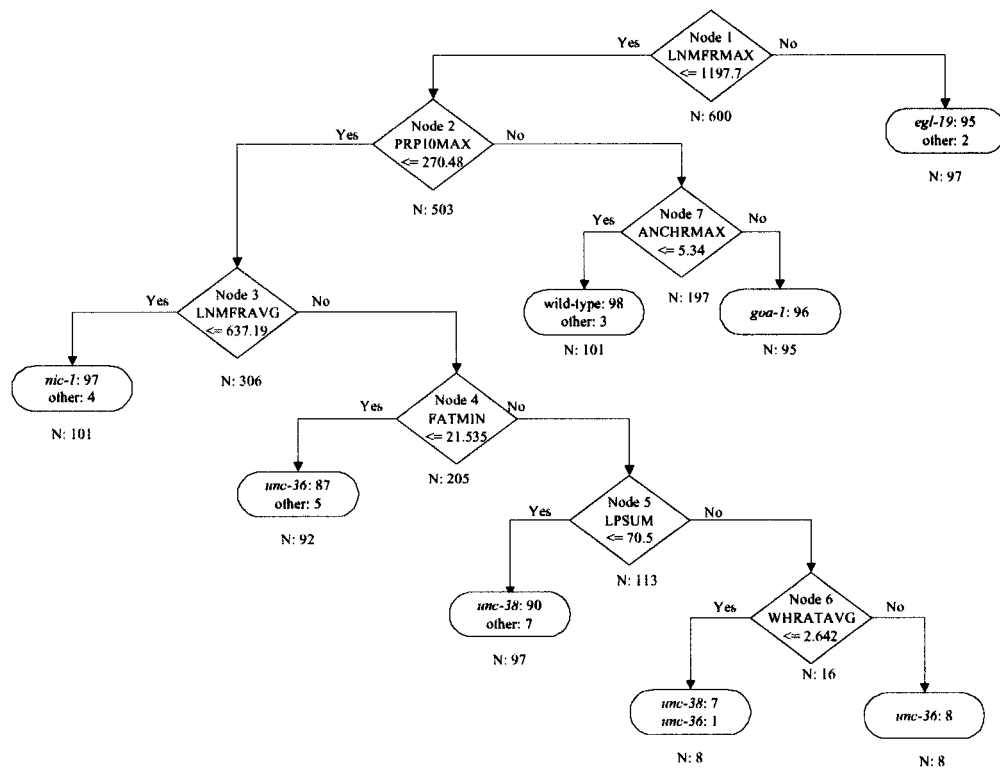 Node 1
LNMFRMAX
<= 1197.7
Yes
No
N: 600
egl-19: 95
other: 2
N: 97
Node 2
PRP10MAX
<= 270.48
Yes
No
N: 503
Node 7
ANCHRMAX
<= 5.34
Yes
No
N: 197
wild-type: 98
other: 3
N: 101
goa-1: 96
N: 95
Node 3
LNMFRAVG
<= 637.19
Yes
No
N: 306
nic-1: 97
other: 4
N: 101
Node 4
FATMIN
<= 21.535
Yes
No
N: 205
unc-36: 87
other: 5
N: 92
Node 5
LPSUM
<= 70.5
Yes
No
N: 113
unc-38: 90
other: 7
N: 97
Node 6
WHRATAVG
<= 2.642
Yes
No
N: 16
unc-38: 7
unc-36: 1
N: 8
unc-36: 8
N: 8